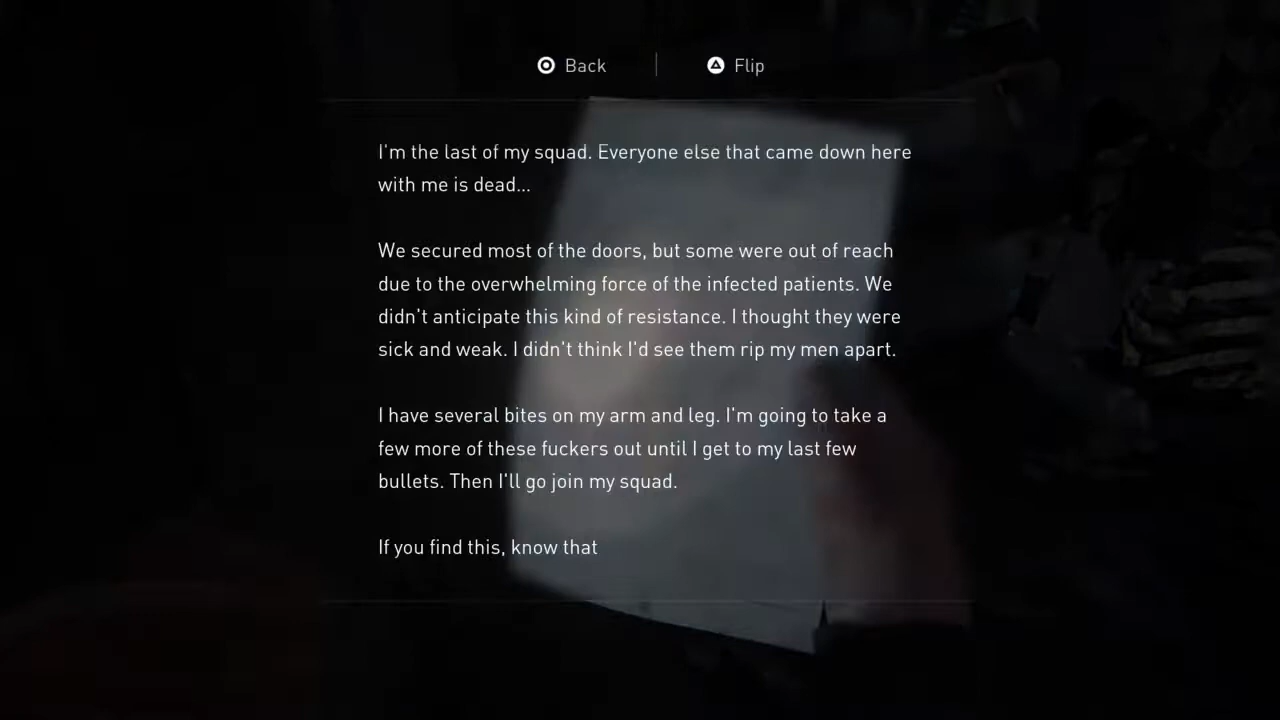 Back | Flip
I'm the last of my squad. Everyone else that came down here
with me is dead...
We secured most of the doors, but some were out of reach
due to the overwhelming force of the infected patients. We
didn't anticipate this kind of resistance. I thought they were
sick and weak. I didn't think I'd see them rip my men apart.
I have several bites on my arm and leg. I'm going to take a
few more of these fuckers out until I get to my last few
bullets. Then I'll go join my squad.
If you find this, know that